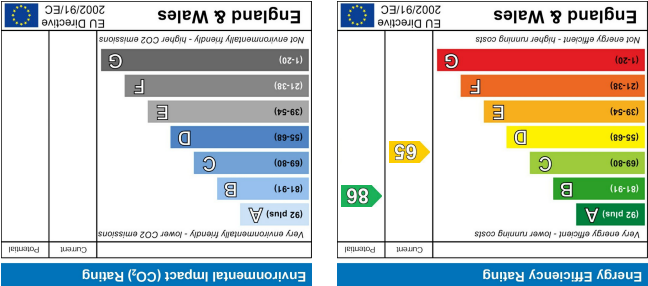 Energy Efficiency Rating
Current Potential
Very energy efficient - lower running costs
(92 plus) A
(81-91) B
86
(69-80) C
(55-68) D
65
(39-54) E
(21-38) F
(1-20) G
Not energy efficient - higher running costs
England & Wales
EU Directive
2002/91/EC
Environmental Impact (CO₂) Rating
Current Potential
Very environmentally friendly - lower CO2 emissions
(92 plus) A
(81-91) B
(69-80) C
(55-68) D
(39-54) E
(21-38) F
(1-20) G
Not environmentally friendly - higher CO2 emissions
England & Wales
EU Directive
2002/91/EC